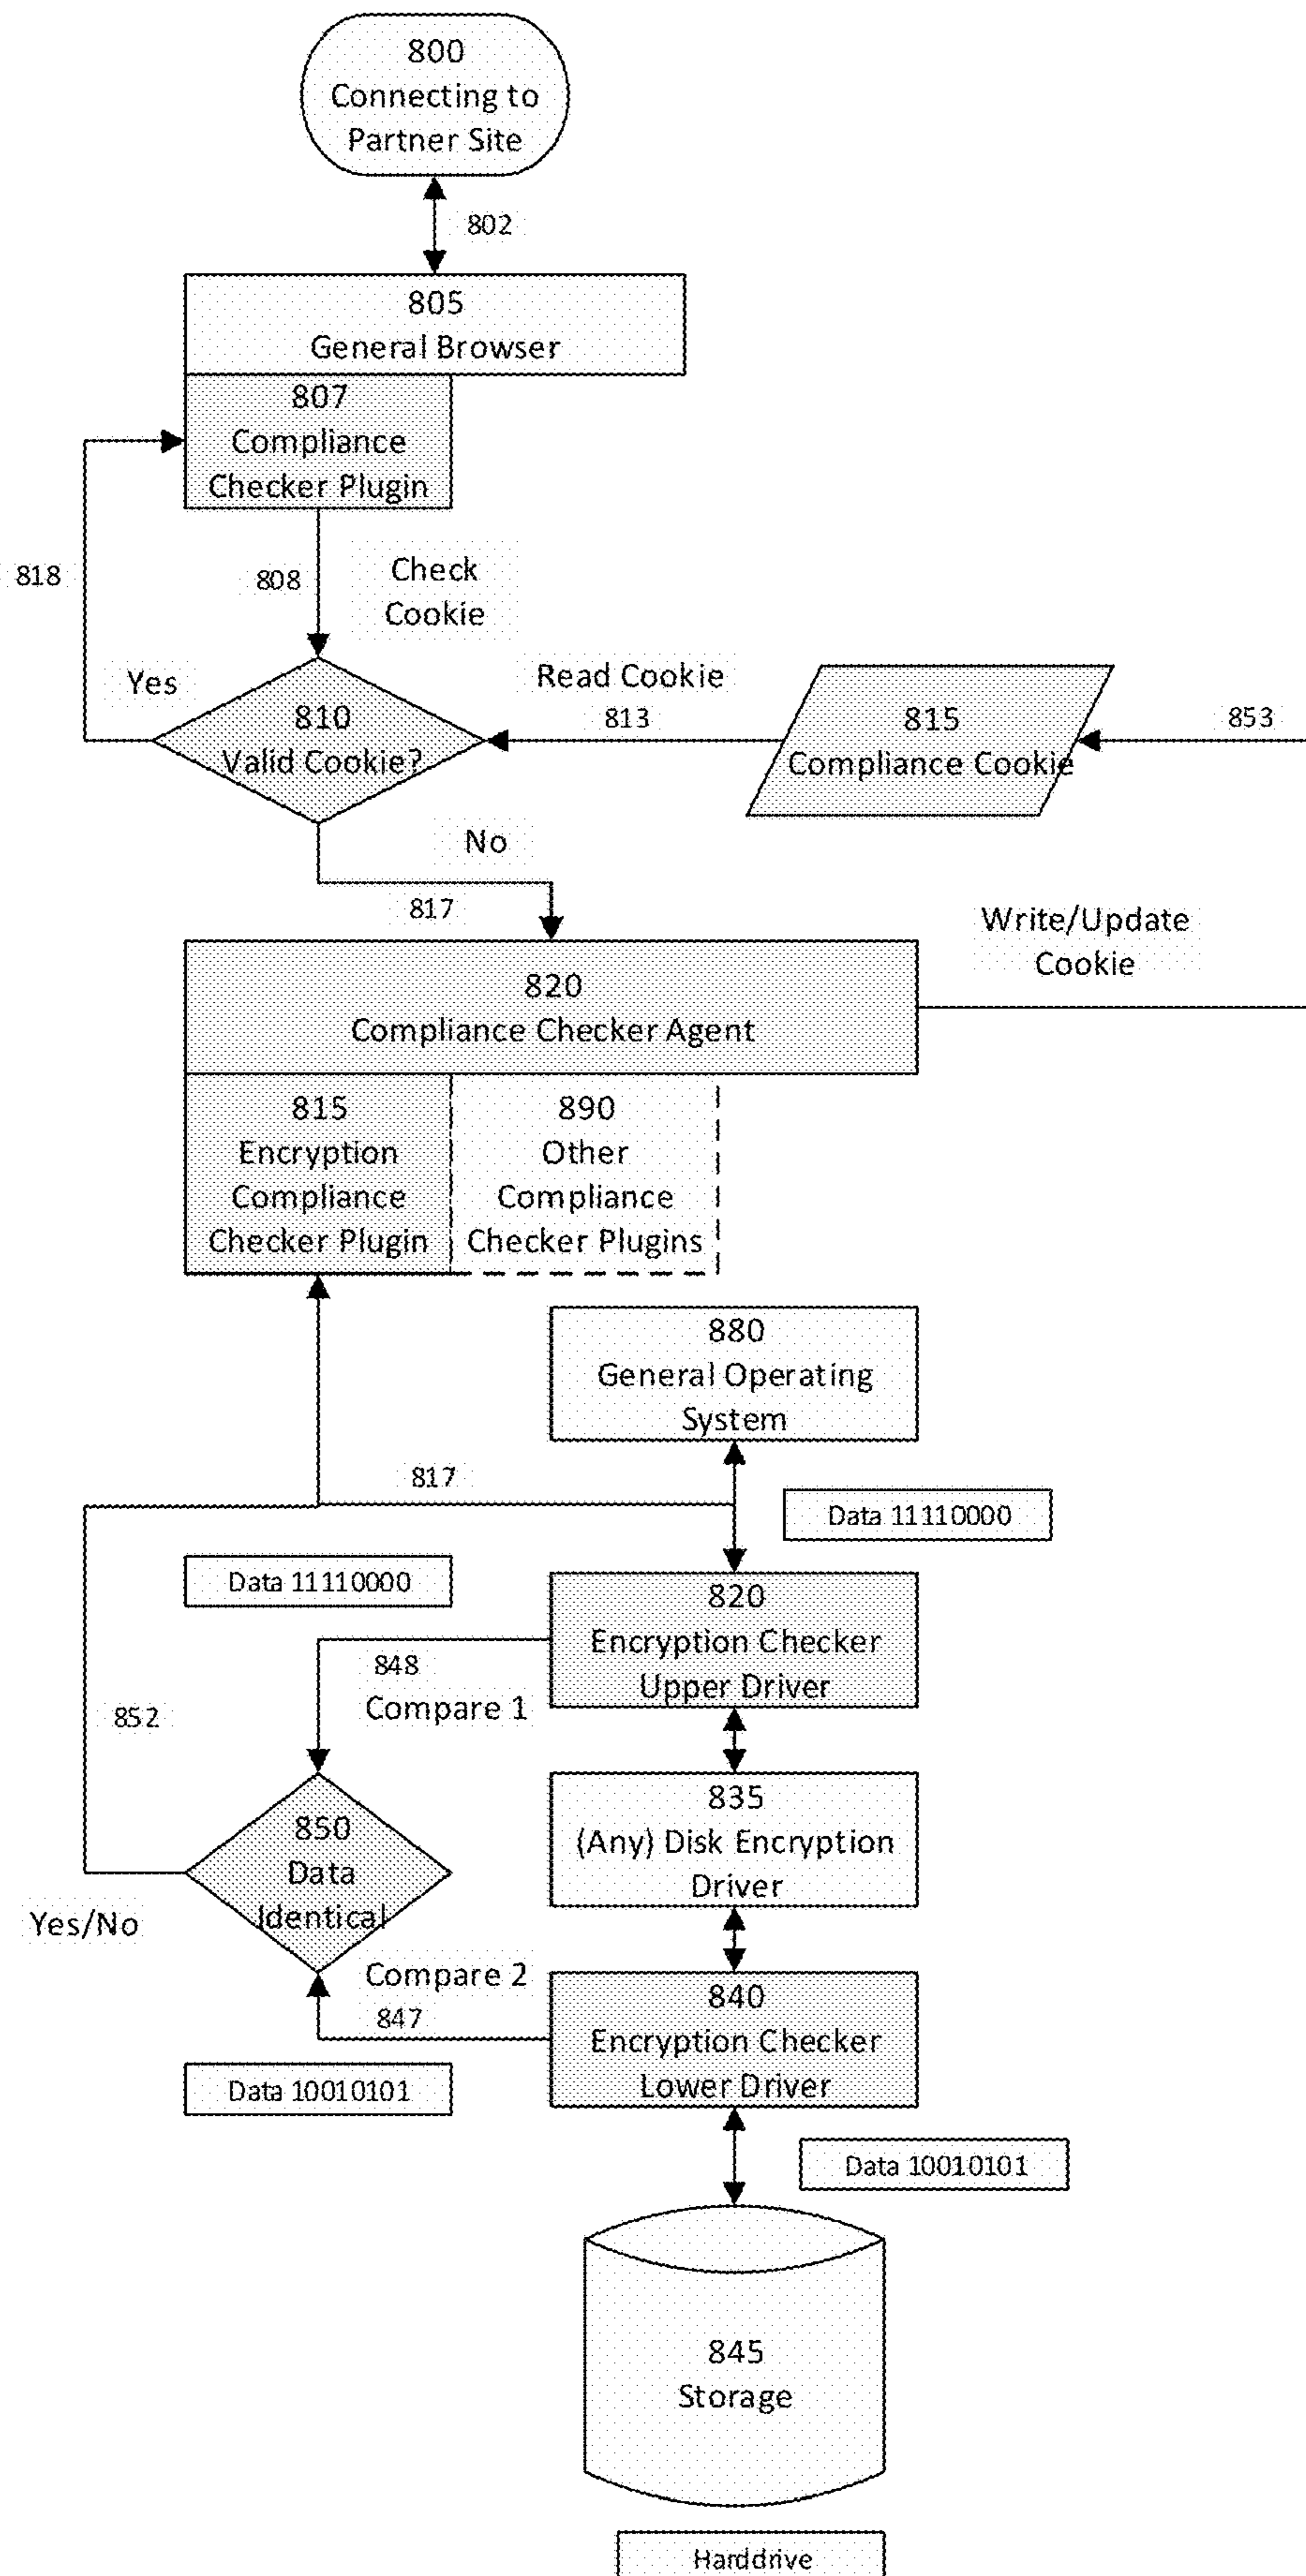 800
Connecting to
Partner Site
802
805
General Browser
807
Compliance
Checker Plugin
818
808
Check
Cookie
Yes
Read Cookie
813
810
Valid Cookie?
815
Compliance Cookie
853
No
817
Write/Update
Cookie
820
Compliance Checker Agent
815
Encryption
Compliance
Checker Plugin
890
Other
Compliance
Checker Plugins
880
General Operating
System
817
Data 11110000
Data 11110000
820
Encryption Checker
Upper Driver
848
Compare 1
852
835
(Any) Disk Encryption
Driver
850
Data
Identical
Yes/No
Compare 2
847
840
Encryption Checker
Lower Driver
Data 10010101
Data 10010101
845
Storage
Harddrive